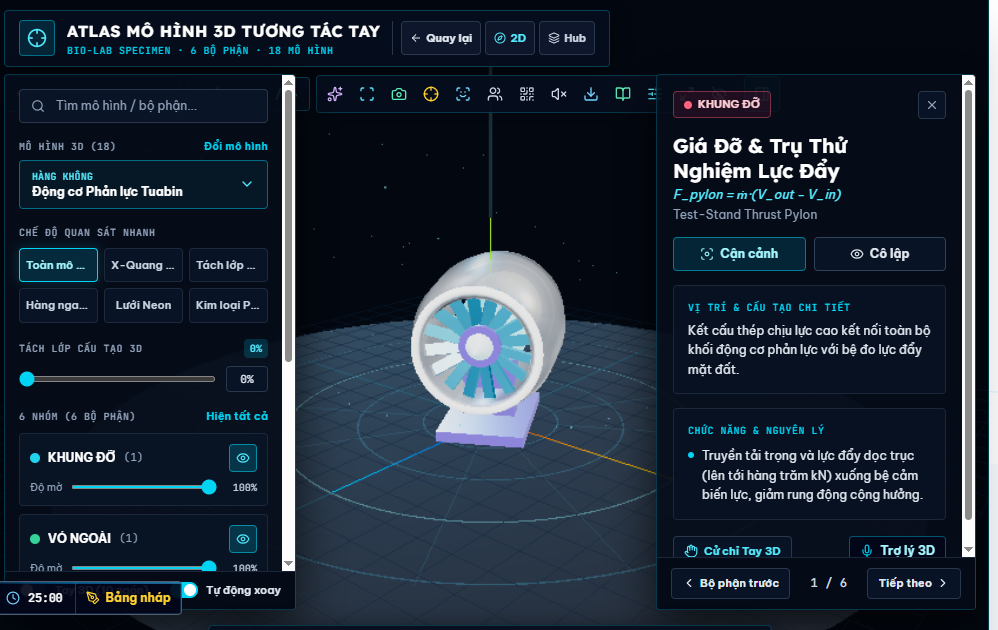 ATLAS MÔ HÌNH 3D TƯƠNG TÁC TAY
BIO-LAB SPECIMEN · 6 BỘ PHẬN · 18 MÔ HÌNH
Quay lại
2D
Hub
Tìm mô hình / bộ phận...
MÔ HÌNH 3D (18)
Đổi mô hình
HÀNG KHÔNG
Động cơ Phản lực Tuabin
CHẾ ĐỘ QUAN SÁT NHANH
Toàn mô ...
X-Quang ...
Tách lớp ...
Hàng nga...
Lưới Neon
Kim loại P...
TÁCH LỚP CẤU TẠO 3D
0%
0%
6 NHÓM (6 BỘ PHẬN)
Hiện tất cả
KHUNG ĐỠ (1)
Độ mờ
100%
VỎ NGOÀI (1)
Độ mờ
100%
Tự động xoay
25:00
Bảng nháp
KHUNG ĐỠ
Giá Đỡ & Trụ Thử
Nghiệm Lực Đẩy
F_pylon = ṁ·(V_out − V_in)
Test-Stand Thrust Pylon
Cận cảnh
Cô lập
VỊ TRÍ & CẤU TẠO CHI TIẾT
Kết cấu thép chịu lực cao kết nối toàn bộ
khối động cơ phản lực với bệ đo lực đẩy
mặt đất.
CHỨC NĂNG & NGUYÊN LÝ
Truyền tải trọng và lực đẩy dọc trục
(lên tới hàng trăm kN) xuống bệ cảm
biến lực, giảm rung động cộng hưởng.
Cử chỉ Tay 3D
Trợ lý 3D
Bộ phận trước
1 / 6
Tiếp theo